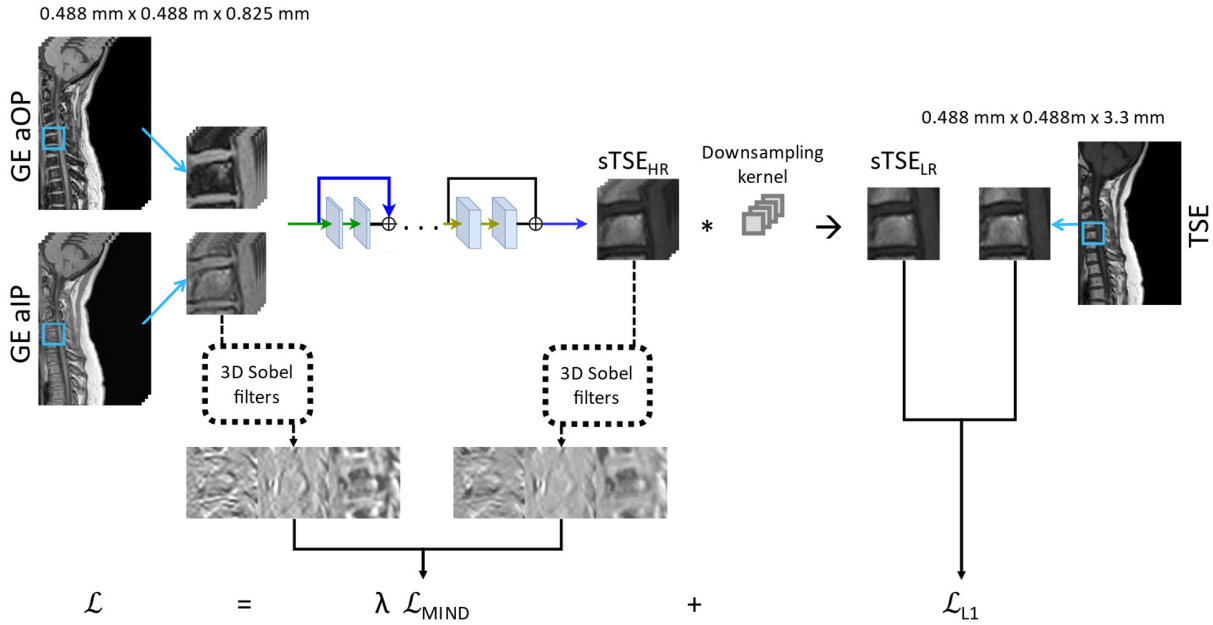 0.488 mm x 0.488 m x 0.825 mm
GE aOP
GE aIP
sTSE_HR
Downsampling
kernel
*
sTSE_LR
0.488 mm x 0.488m x 3.3 mm
TSE
3D Sobel
filters
3D Sobel
filters
ℒ = λ ℒ_MIND + ℒ_L1